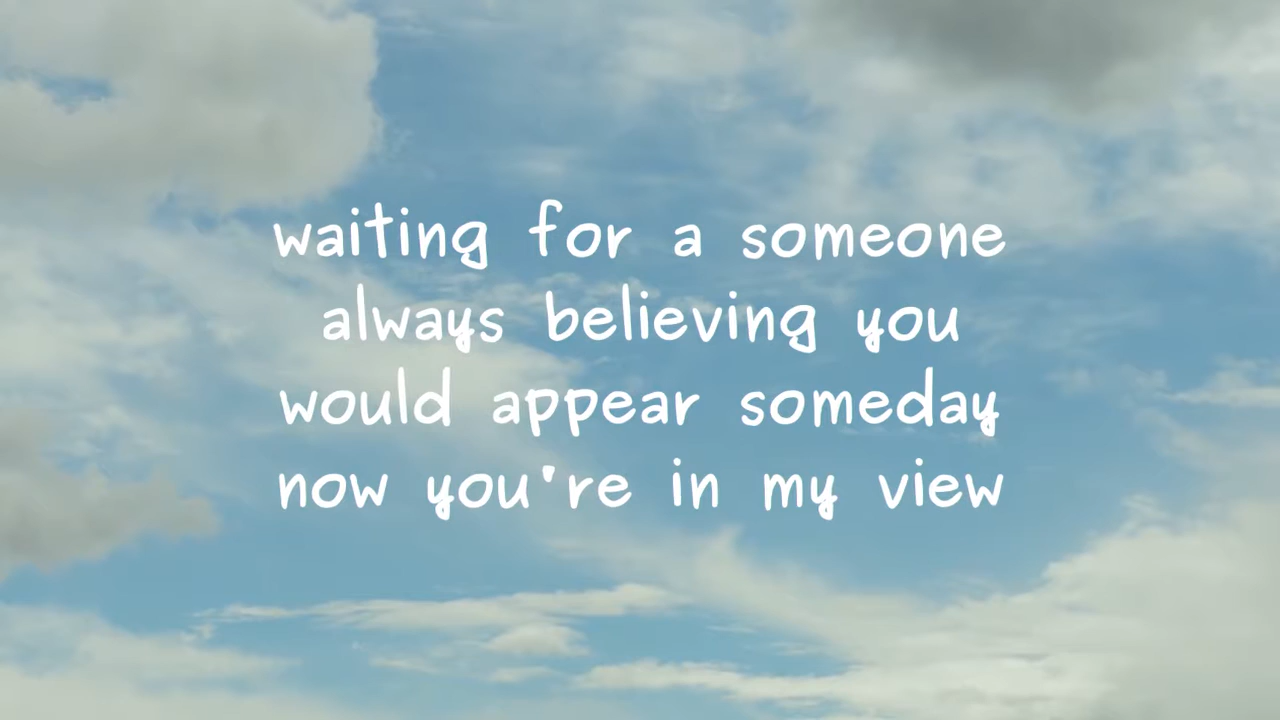 waiting for a someone
always believing you
would appear someday
now you're in my view